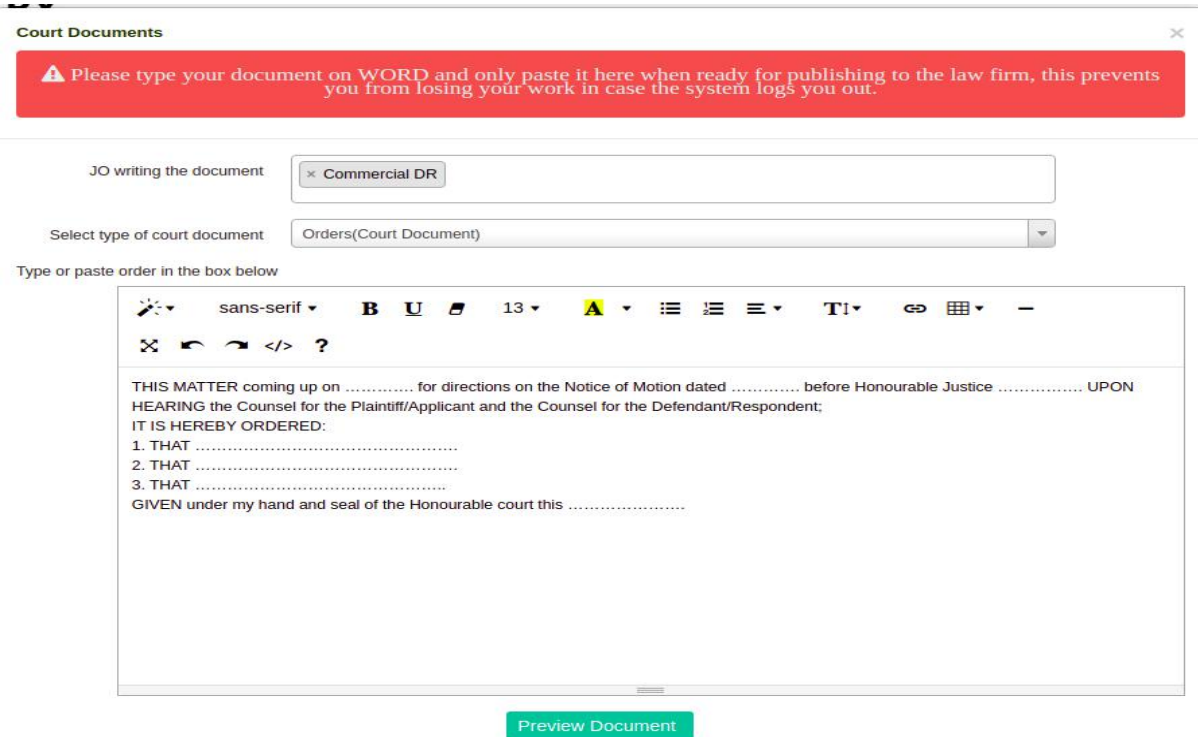 Court Documents
×
Please type your document on WORD and only paste it here when ready for publishing to the law firm, this prevents
you from losing your work in case the system logs you out.
JO writing the document
× Commercial DR
Select type of court document
Orders(Court Document)
Type or paste order in the box below
sans-serif B U 13 A T
</> ?
THIS MATTER coming up on …………. for directions on the Notice of Motion dated …………. before Honourable Justice ……………. UPON
HEARING the Counsel for the Plaintiff/Applicant and the Counsel for the Defendant/Respondent;
IT IS HEREBY ORDERED:
1. THAT ………………………………………….
2. THAT ………………………………………….
3. THAT ………………………………………..
GIVEN under my hand and seal of the Honourable court this ………………….
Preview Document